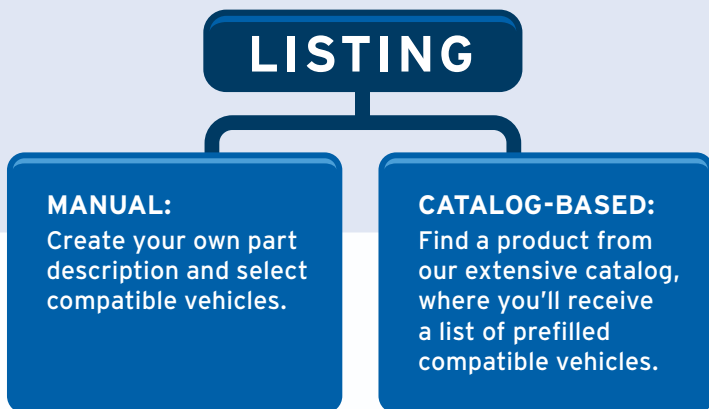 LISTING
MANUAL:
Create your own part
description and select
compatible vehicles.
CATALOG-BASED:
Find a product from
our extensive catalog,
where you’ll receive
a list of prefilled
compatible vehicles.